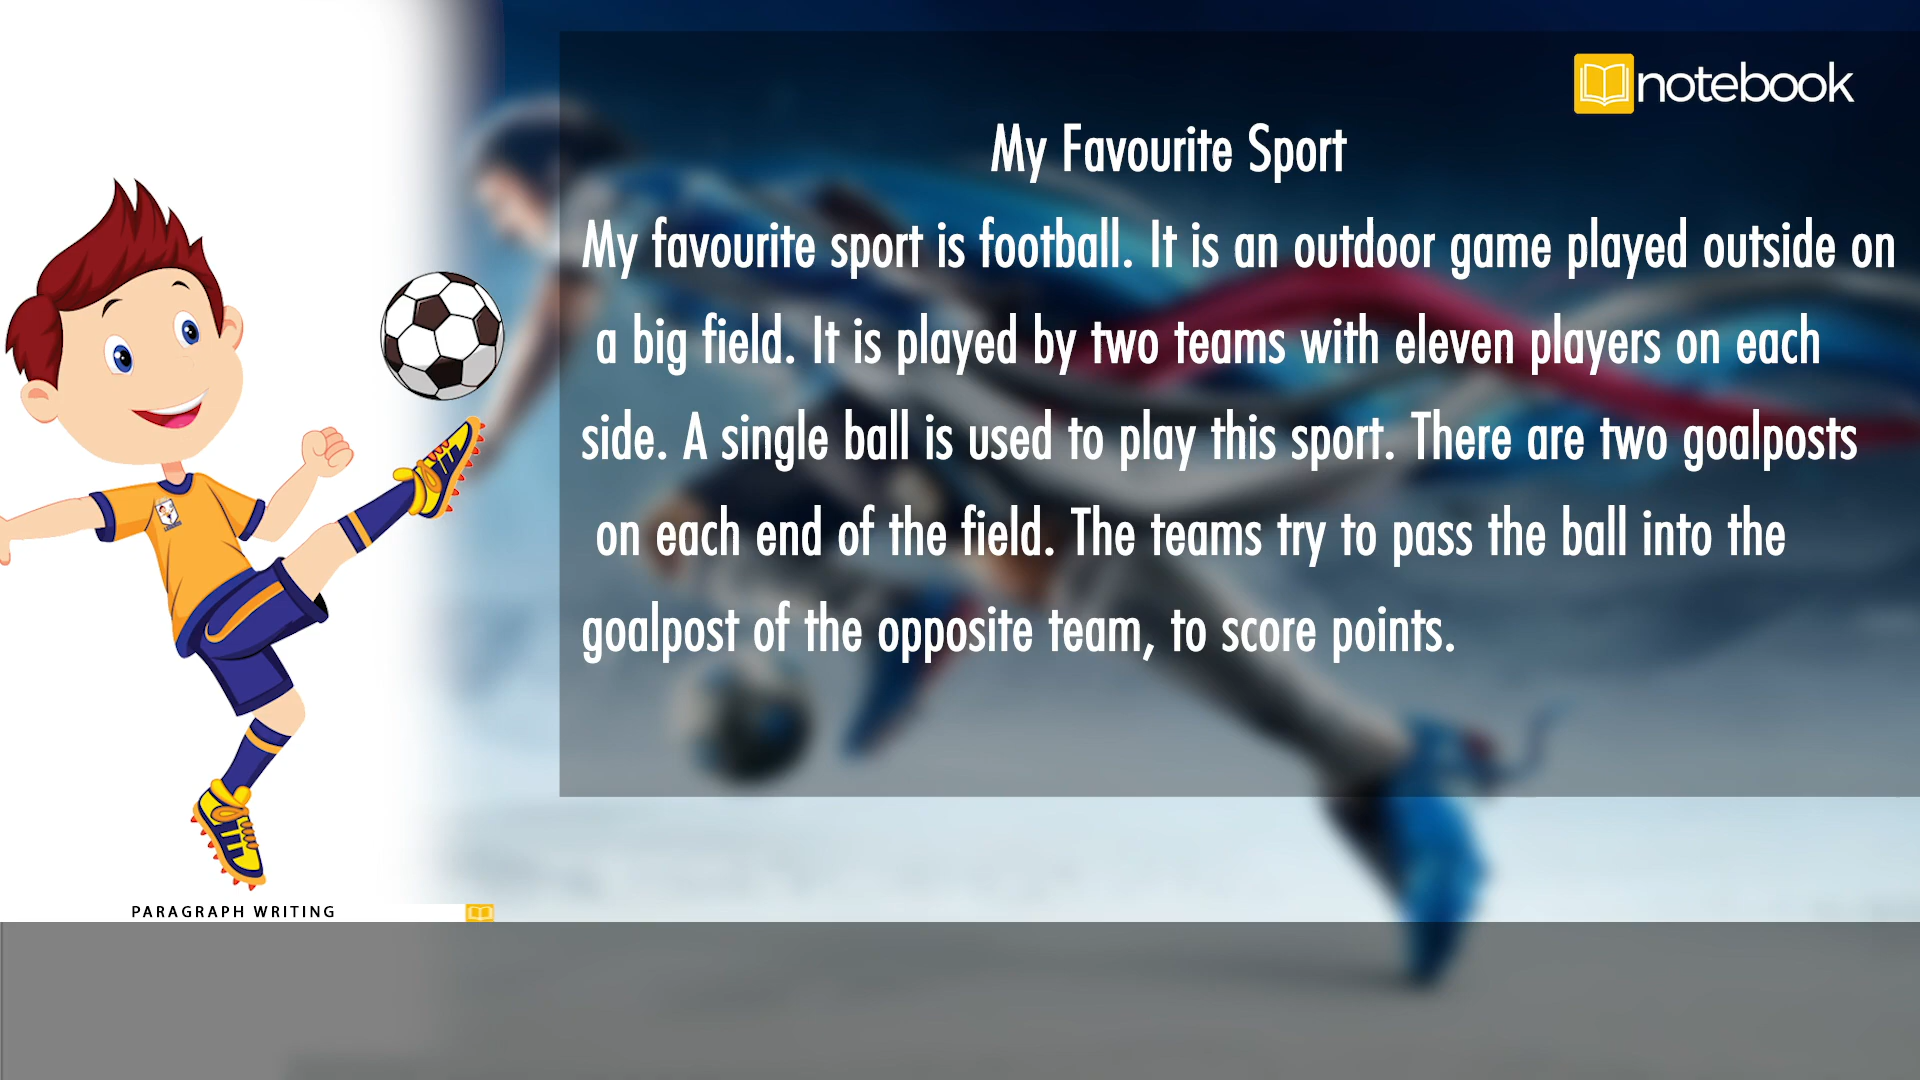 notebook
My Favourite Sport
My favourite sport is football. It is an outdoor game played outside on
a big field. It is played by two teams with eleven players on each
side. A single ball is used to play this sport. There are two goalposts
on each end of the field. The teams try to pass the ball into the
goalpost of the opposite team, to score points.
PARAGRAPH WRITING